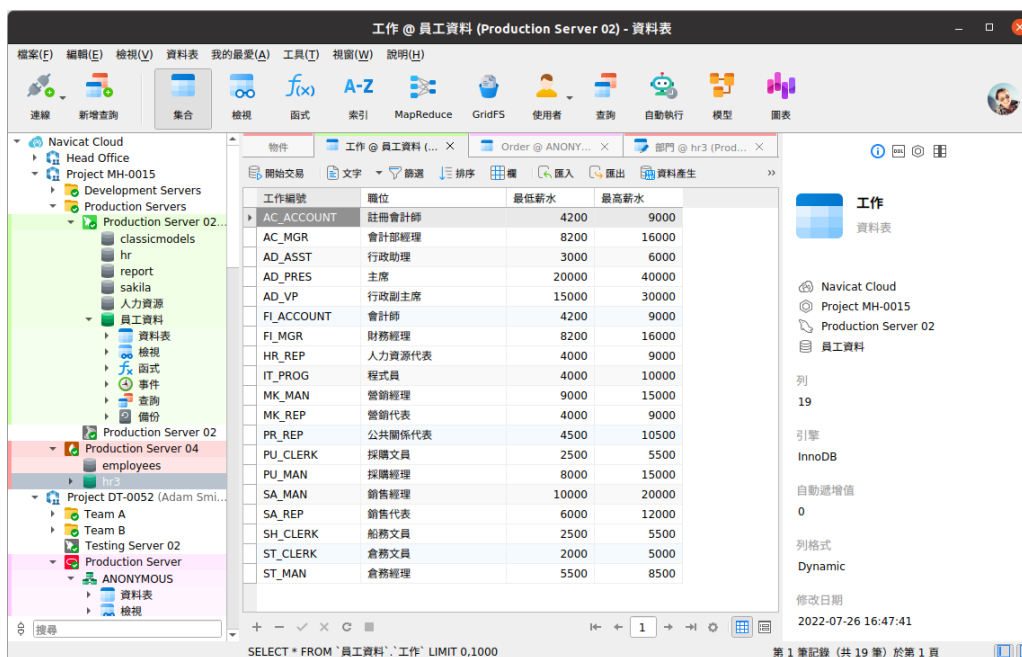 工作 @ 員工資料 (Production Server 02) - 資料表
檔案(F) 編輯(E) 檢視(V) 資料表 我的最愛(A) 工具(T) 視窗(W) 說明(H)
連線 新增查詢 集合 檢視 函式 索引 MapReduce GridFS 使用者 查詢 自動執行 模型 圖表
f(x) A-Z
Navicat Cloud
Head Office
Project MH-0015
Development Servers
Production Servers
Production Server 02...
classicmodels
hr
report
sakila
人力資源
員工資料
資料表
檢視
函式
事件
查詢
備份
Production Server 02
Production Server 04
employees
hr3
Project DT-0052 (Adam Smi...
Team A
Team B
Testing Server 02
Production Server
ANONYMOUS
資料表
檢視
搜尋
物件 工作 @ 員工資料 (... Order @ ANONY... 部門 @ hr3 (Prod...
開始交易 文字 篩選 排序 欄 匯入 匯出 資料產生
工作編號 職位 最低薪水 最高薪水
AC_ACCOUNT 註冊會計師 4200 9000
AC_MGR 會計部經理 8200 16000
AD_ASST 行政助理 3000 6000
AD_PRES 主席 20000 40000
AD_VP 行政副主席 15000 30000
FI_ACCOUNT 會計師 4200 9000
FI_MGR 財務經理 8200 16000
HR_REP 人力資源代表 4000 9000
IT_PROG 程式員 4000 10000
MK_MAN 營銷經理 9000 15000
MK_REP 營銷代表 4000 9000
PR_REP 公共關係代表 4500 10500
PU_CLERK 採購文員 2500 5500
PU_MAN 採購經理 8000 15000
SA_MAN 銷售經理 10000 20000
SA_REP 銷售代表 6000 12000
SH_CLERK 船務文員 2500 5500
ST_CLERK 倉務文員 2000 5000
ST_MAN 倉務經理 5500 8500
1
SELECT * FROM `員工資料`.`工作` LIMIT 0,1000
第 1 筆記錄（共 19 筆）於第 1 頁
DDL
工作
資料表
Navicat Cloud
Project MH-0015
Production Server 02
員工資料
列
19
引擎
InnoDB
自動遞增值
0
列格式
Dynamic
修改日期
2022-07-26 16:47:41